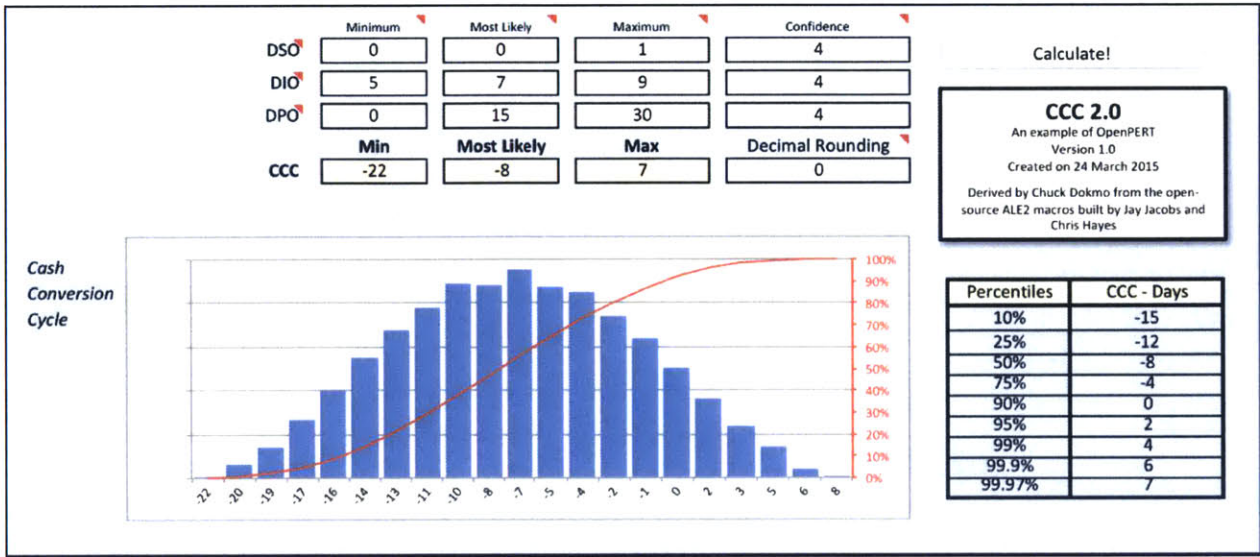 Minimum Most Likely Maximum Confidence
DSO 0 0 1 4
DIO 5 7 9 4
DPO 0 15 30 4
Min Most Likely Max Decimal Rounding
CCC -22 -8 7 0
Calculate!
CCC 2.0
An example of OpenPERT
Version 1.0
Created on 24 March 2015
Derived by Chuck Dokmo from the open-
source ALE2 macros built by Jay Jacobs and
Chris Hayes
Cash
Conversion
Cycle
100%
90%
80%
70%
60%
50%
40%
30%
20%
10%
0%
-22 -20 -19 -17 -16 -14 -13 -11 -10 -8 -7 -5 -4 -2 -1 0 2 3 5 6 8
Percentiles CCC - Days
10% -15
25% -12
50% -8
75% -4
90% 0
95% 2
99% 4
99.9% 6
99.97% 7